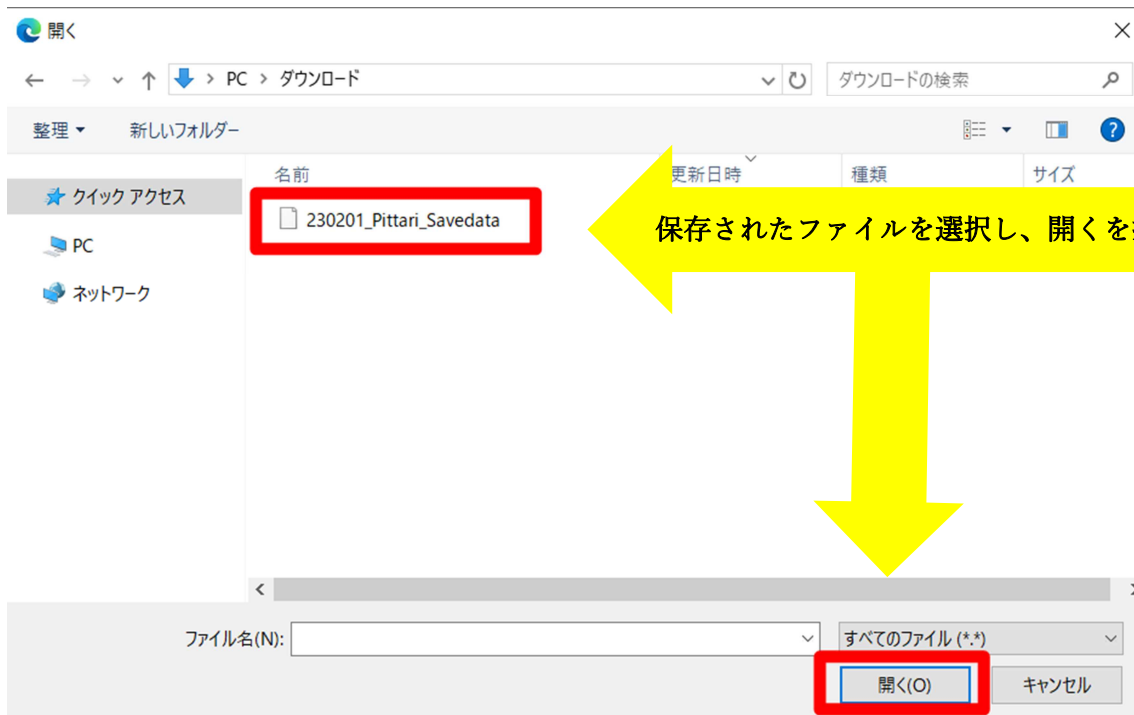 開く
PC > ダウンロード
ダウンロードの検索
整理
新しいフォルダー
名前
更新日時
種類
サイズ
クイック アクセス
230201_Pittari_Savedata
保存されたファイルを選択し、開くを
PC
ネットワーク
ファイル名(N):
すべてのファイル (*.*)
開く(O)
キャンセル